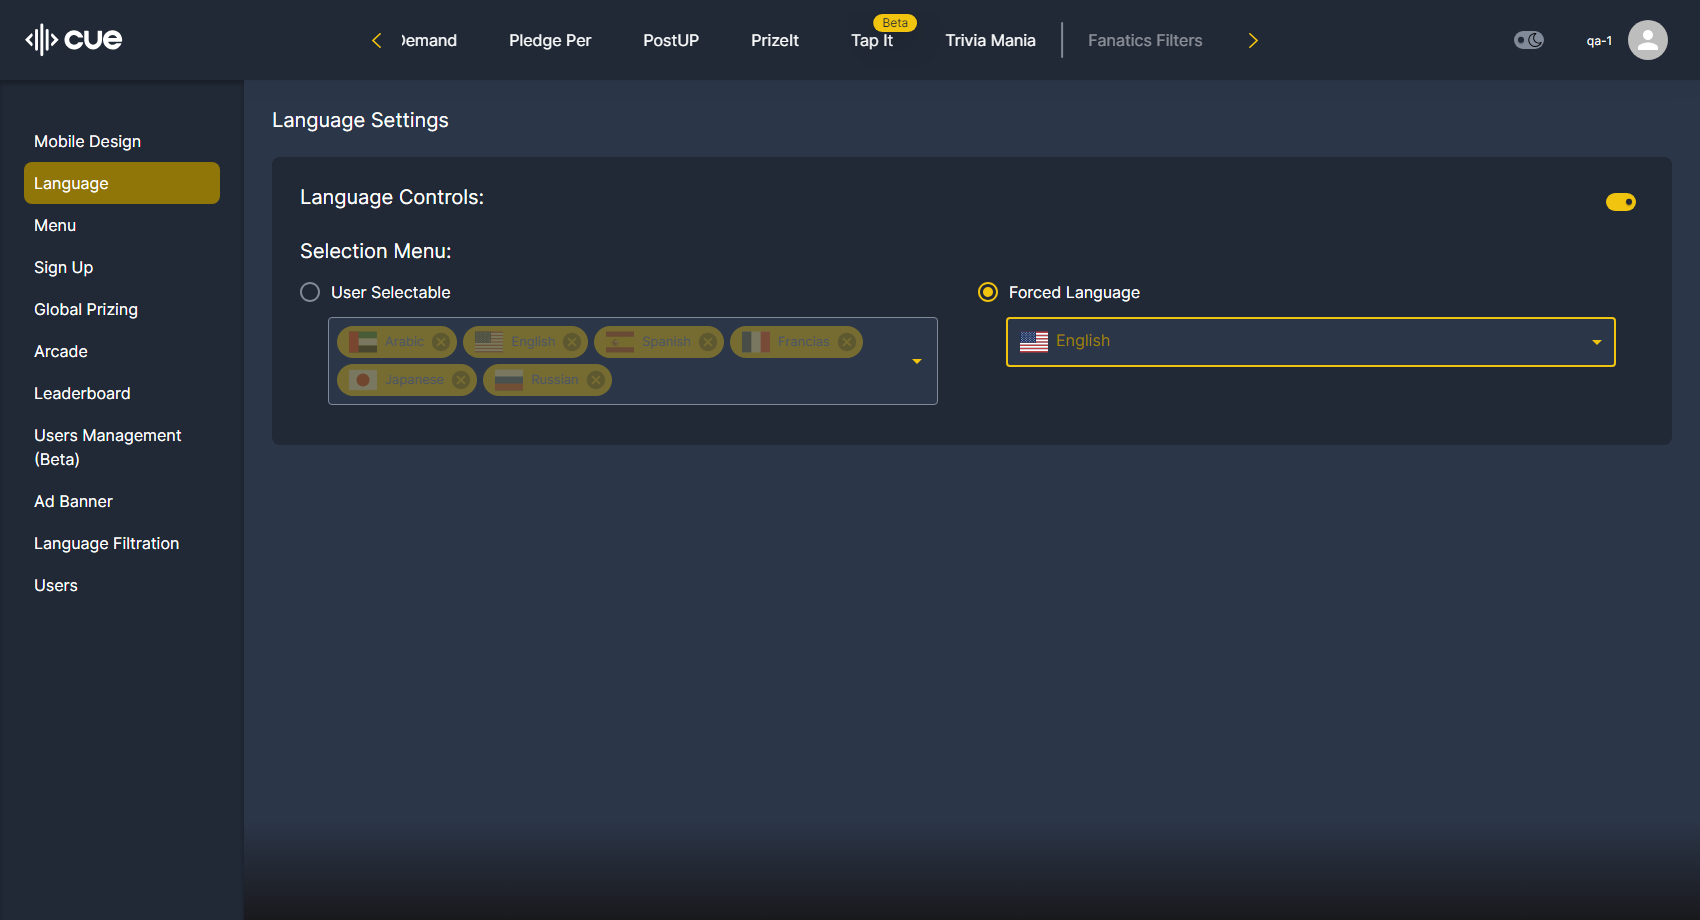 cue
Demand
Pledge Per
PostUP
PrizeIt
Beta
Tap It
Trivia Mania
Fanatics Filters
qa-1
Mobile Design
Language
Menu
Sign Up
Global Prizing
Arcade
Leaderboard
Users Management
(Beta)
Ad Banner
Language Filtration
Users
Language Settings
Language Controls:
Selection Menu:
User Selectable
Arabic
English
Spanish
Francias
Japanese
Russian
Forced Language
English